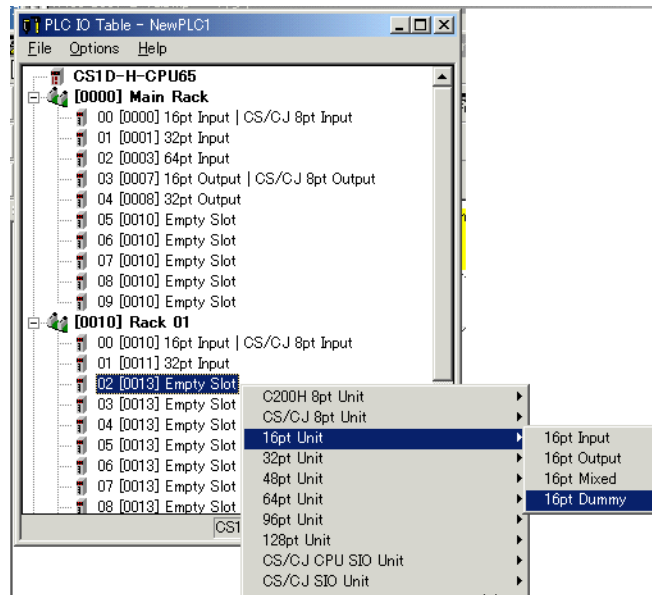 PLC IO Table - NewPLC1
File Options Help
CS1D-H-CPU65
[0000] Main Rack
00 [0000] 16pt Input | CS/CJ 8pt Input
01 [0001] 32pt Input
02 [0003] 64pt Input
03 [0007] 16pt Output | CS/CJ 8pt Output
04 [0008] 32pt Output
05 [0010] Empty Slot
06 [0010] Empty Slot
07 [0010] Empty Slot
08 [0010] Empty Slot
09 [0010] Empty Slot
[0010] Rack 01
00 [0010] 16pt Input | CS/CJ 8pt Input
01 [0011] 32pt Input
02 [0013] Empty Slot
03 [0013] Empty Slot
04 [0013] Empty Slot
05 [0013] Empty Slot
06 [0013] Empty Slot
07 [0013] Empty Slot
08 [0013] Empty Slot
CS1
C200H 8pt Unit
CS/CJ 8pt Unit
16pt Unit
32pt Unit
48pt Unit
64pt Unit
96pt Unit
128pt Unit
CS/CJ CPU SIO Unit
CS/CJ SIO Unit
16pt Input
16pt Output
16pt Mixed
16pt Dummy